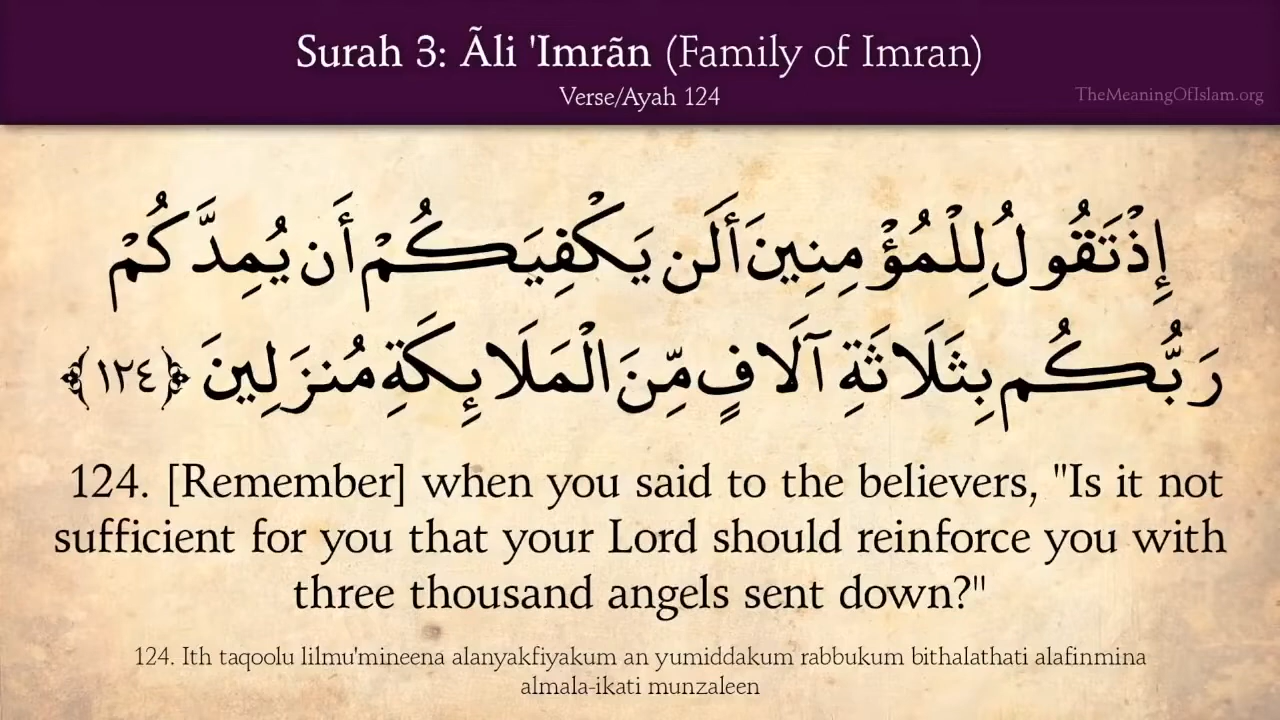 Surah 3: Ãli 'Imrãn (Family of Imran)
Verse/Ayah 124
TheMeaningOfIslam.org
إِذْ تَقُولُ لِلْمُؤْمِنِينَ أَلَن يَكْفِيَكُمْ أَن يُمِدَّكُمْ
رَبُّكُم بِثَلَاثَةِ آلَافٍ مِّنَ الْمَلَائِكَةِ مُنزَلِينَ ﴿١٢٤﴾
124. [Remember] when you said to the believers, "Is it not
sufficient for you that your Lord should reinforce you with
three thousand angels sent down?"
124. Ith taqoolu lilmu'mineena alanyakfiyakum an yumiddakum rabbukum bithalathati alafinmina
almala-ikati munzaleen